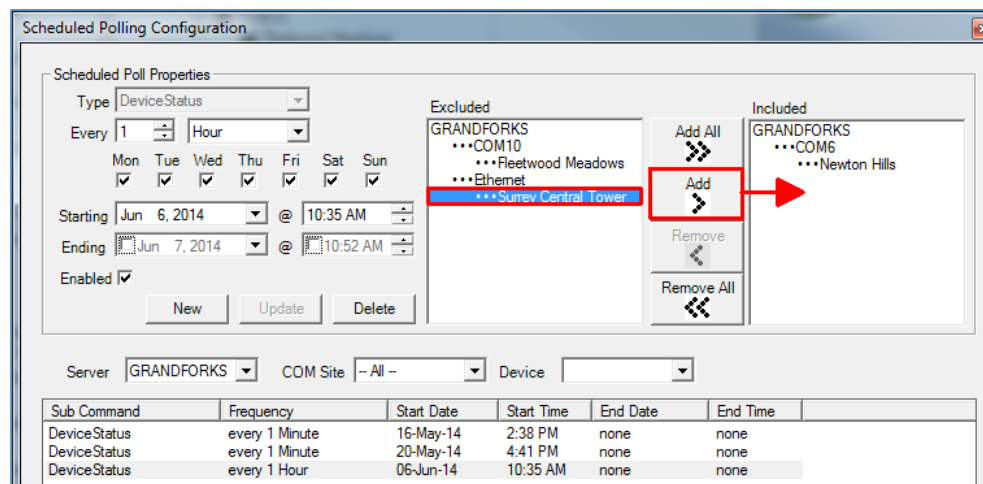 Scheduled Polling Configuration
Scheduled Poll Properties
Type DeviceStatus
Every 1 Hour
Mon Tue Wed Thu Fri Sat Sun
Starting Jun 6, 2014 @ 10:35 AM
Ending Jun 7, 2014 @ 10:52 AM
Enabled
New Update Delete
Excluded
GRANDFORKS
•••COM10
•••Fleetwood Meadows
•••Ethernet
•••Surrey Central Tower
Add All
Add
Remove
Remove All
Included
GRANDFORKS
•••COM6
•••Newton Hills
Server GRANDFORKS COM Site -- All -- Device
Sub Command Frequency Start Date Start Time End Date End Time
DeviceStatus every 1 Minute 16-May-14 2:38 PM none none
DeviceStatus every 1 Minute 20-May-14 4:41 PM none none
DeviceStatus every 1 Hour 06-Jun-14 10:35 AM none none